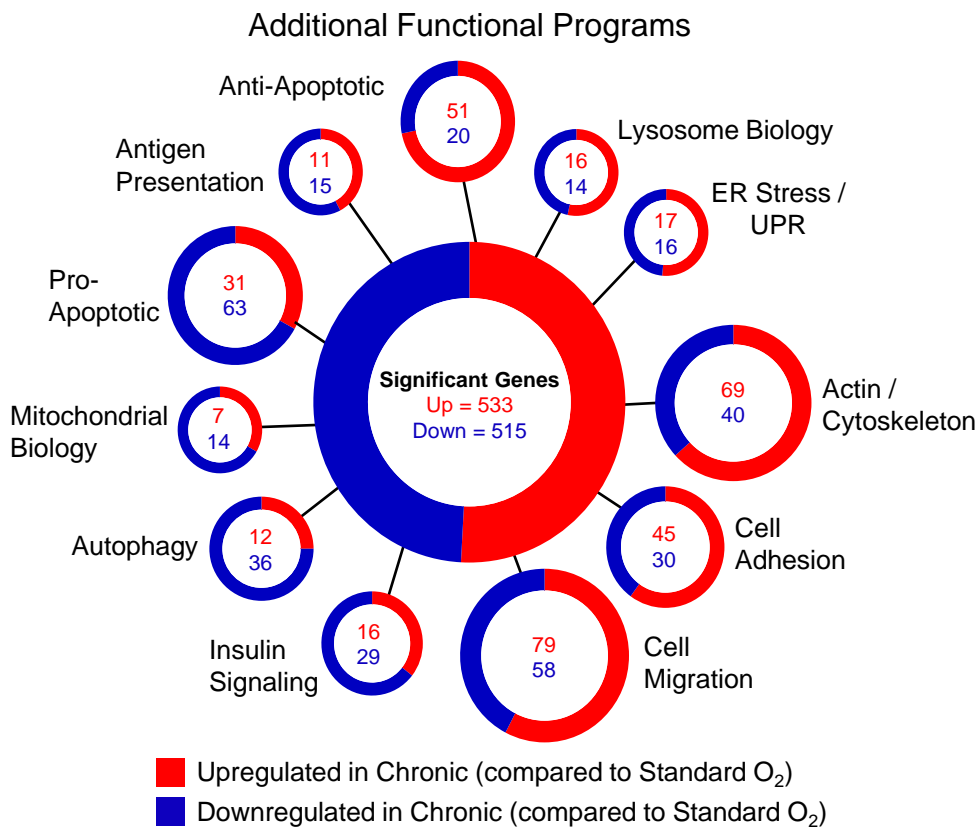 Additional Functional Programs
Anti-Apoptotic
51
20
Lysosome Biology
16
14
ER Stress /
UPR
17
16
Antigen
Presentation
11
15
Pro-
Apoptotic
31
63
Significant Genes
Up = 533
Down = 515
Actin /
Cytoskeleton
69
40
Mitochondrial
Biology
7
14
Cell
Adhesion
45
30
Autophagy
12
36
Insulin
Signaling
16
29
Cell
Migration
79
58
Upregulated in Chronic (compared to Standard O₂)
Downregulated in Chronic (compared to Standard O₂)